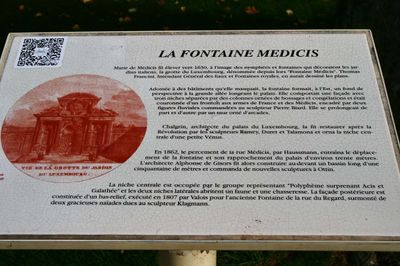 LA FONTAINE MEDICIS
Marie de Médicis fit élever vers 1630, à l'image des nymphées et fontaines qui décoraient les jar-
dins italiens, la grotte du Luxembourg, dénommée depuis lors "Fontaine Médicis". Thomas
Francini, Intendant Général des Eaux et Fontaines royales, en aurait dessiné les plans.
Adossée à des bâtiments qu'elle masquait, la fontaine formait, à l'Est, un fond de
perspective à la grande allée longeant le palais. Elle comportait une façade avec
trois niches séparées par des colonnes ornées de bossages et congélations et était
couronnée d'un fronton aux armes de France et des Médicis, encadré par deux
figures fluviales commandées au sculpteur Pierre Biard. Elle se prolongeait de
part et d'autre par un mur orné d'arcades.
Chalgrin, architecte du palais du Luxembourg, la fit restaurer après la
Révolution par les sculpteurs Ramey, Duret et Talamona et orna la niche cen-
trale d'une petite Vénus.
En 1862, le percement de la rue Médicis, par Haussmann, entraîna le déplace-
ment de la fontaine et son rapprochement du palais d'environ trente mètres.
L'architecte Alphonse de Gisors fit alors construire au-devant un bassin long d'une
cinquantaine de mètres et commanda de nouvelles sculptures à Ottin.
VUE DE LA GROTTE DU JARDIN
DU LUXEMBOURG.
La niche centrale est occupée par le groupe représentant "Polyphème surprenant Acis et
Galathée" et les deux niches latérales abritent un faune et une chasseresse. La façade postérieure est
constituée d'un bas-relief, exécuté en 1807 par Valois pour l'ancienne Fontaine de la rue du Regard, surmonté de
deux gracieuses naïades dues au sculpteur Klagmann.